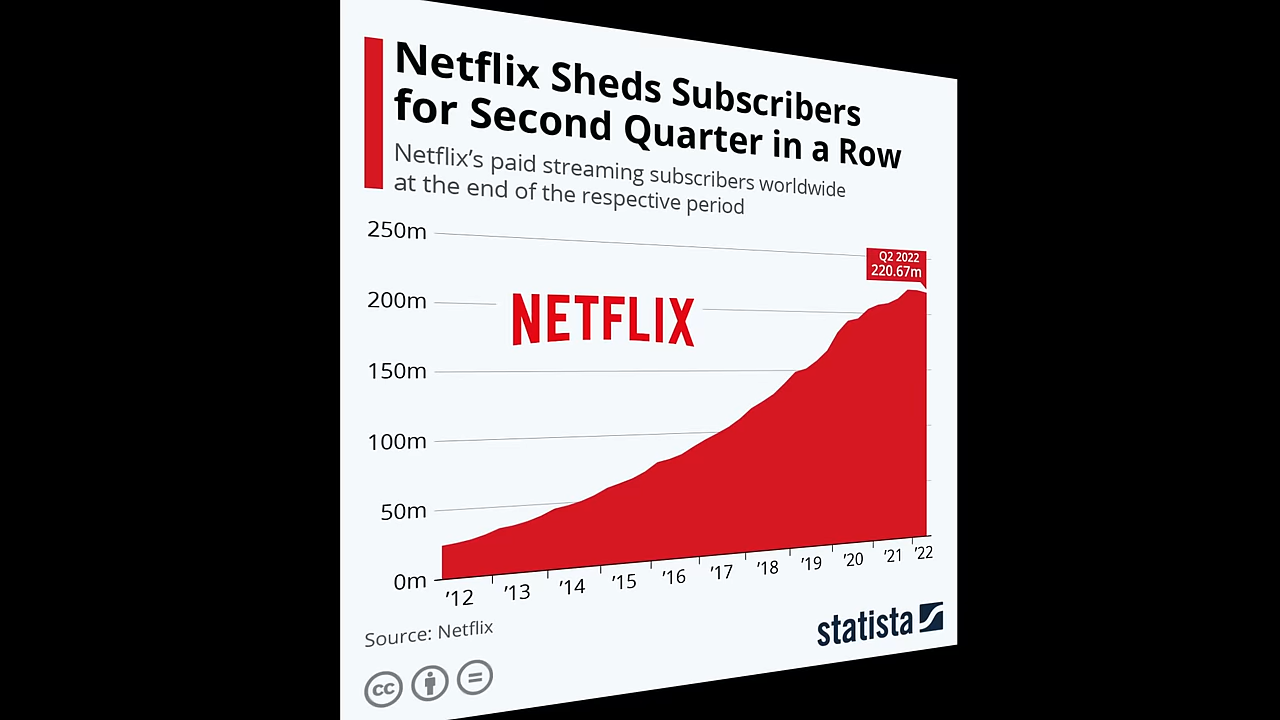 Netflix Sheds Subscribers
for Second Quarter in a Row
Netflix's paid streaming subscribers worldwide
at the end of the respective period
250m
200m
150m
100m
50m
0m
Q2 2022
220.67m
NETFLIX
'12 '13 '14 '15 '16 '17 '18 '19 '20 '21 '22
Source: Netflix
statista
cc